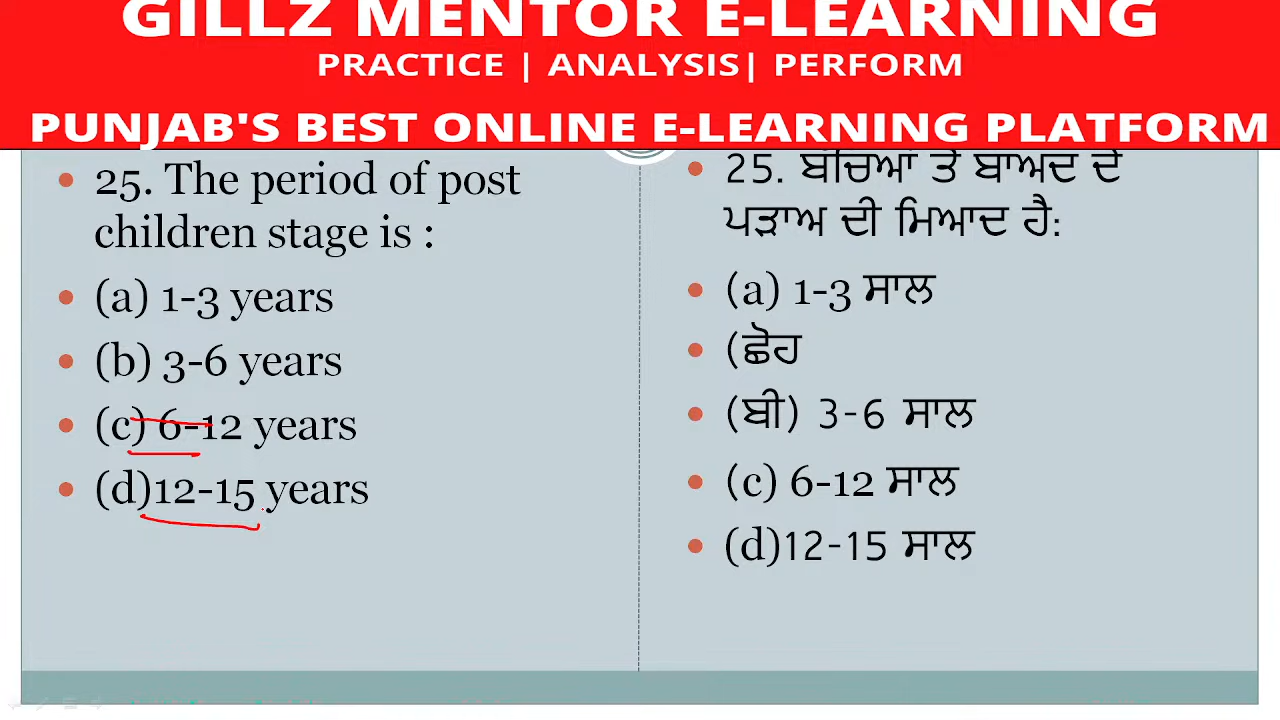 GILLZ MENTOR E-LEARNING
PRACTICE | ANALYSIS| PERFORM
PUNJAB'S BEST ONLINE E-LEARNING PLATFORM
25. The period of post
children stage is :
(a) 1-3 years
(b) 3-6 years
(c) 6-12 years
(d)12-15 years
25. ਬੱਚਿਆਂ ਤੋਂ ਬਾਅਦ ਦੇ
ਪੜਾਅ ਦੀ ਮਿਆਦ ਹੈ:
(a) 1-3 ਸਾਲ
(ਛੋਹ
(ਬੀ) 3-6 ਸਾਲ
(c) 6-12 ਸਾਲ
(d)12-15 ਸਾਲ